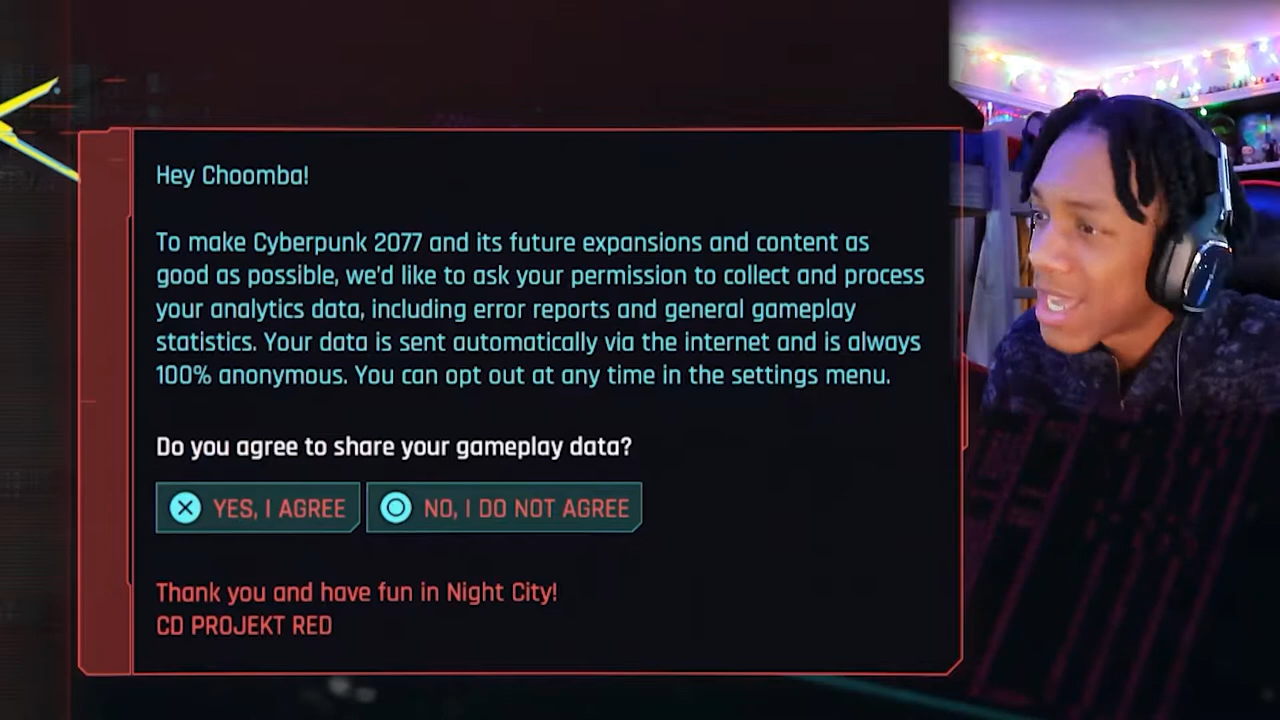 Hey Choomba!
To make Cyberpunk 2077 and its future expansions and content as
good as possible, we'd like to ask your permission to collect and process
your analytics data, including error reports and general gameplay
statistics. Your data is sent automatically via the internet and is always
100% anonymous. You can opt out at any time in the settings menu.
Do you agree to share your gameplay data?
YES, I AGREE NO, I DO NOT AGREE
Thank you and have fun in Night City!
CD PROJEKT RED